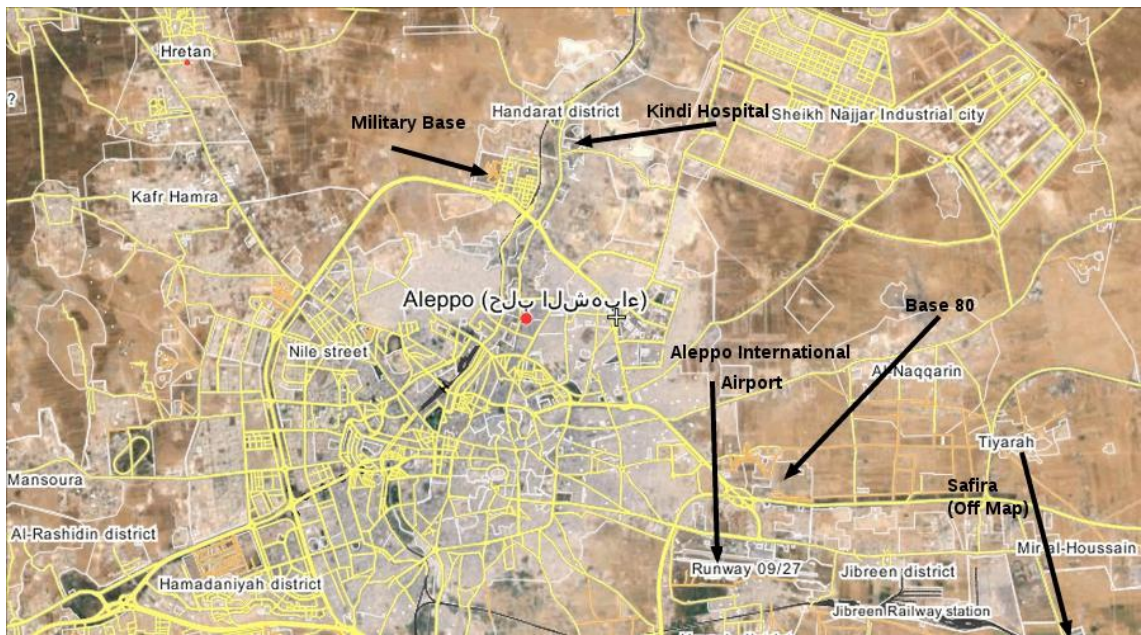 Hretan
?
Handarat district
Kindi Hospital
Sheikh Najjar Industrial city
Military Base
Kafr Hamra
Aleppo (حلب الشهباء)
Base 80
Nile street
Aleppo International
Airport
Al-Naqqarin
Tiyarah
Mansoura
Safira
(Off Map)
Al-Rashidin district
Mir al-Houssain
Runway 09/27
Jibreen district
Hamadaniyah district
Jibreen Railway station